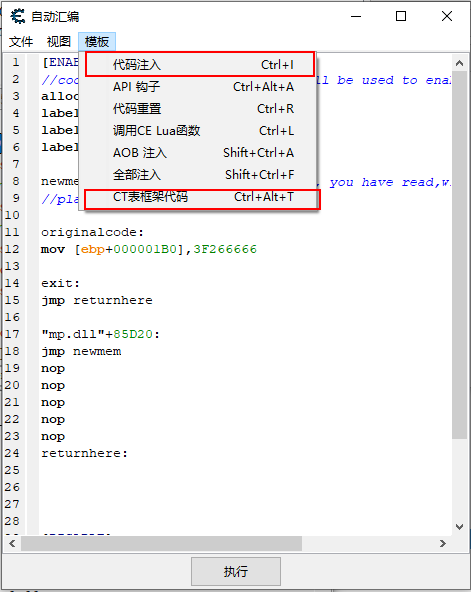 自动汇编
文件 视图 模板
代码注入 Ctrl+I
API 钩子 Ctrl+Alt+A
代码重置 Ctrl+R
调用CE Lua函数 Ctrl+L
AOB 注入 Shift+Ctrl+A
全部注入 Shift+Ctrl+F
CT表框架代码 Ctrl+Alt+T
1 [ENAB
2 //cod ll be used to enab
3 alloc
4 label
5 label
6 label
7
8 newmem , you have read,w
9 //pla
10
11 originalcode:
12 mov [ebp+000001B0],3F266666
13
14 exit:
15 jmp returnhere
16
17 "mp.dll"+85D20:
18 jmp newmem
19 nop
20 nop
21 nop
22 nop
23 nop
24 returnhere:
25
26
27
28
执行